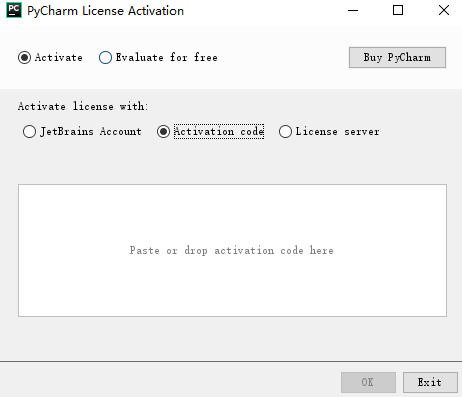 PC PyCharm License Activation
Activate Evaluate for free Buy PyCharm
Activate license with:
JetBrains Account Activation code License server
Paste or drop activation code here
OK Exit